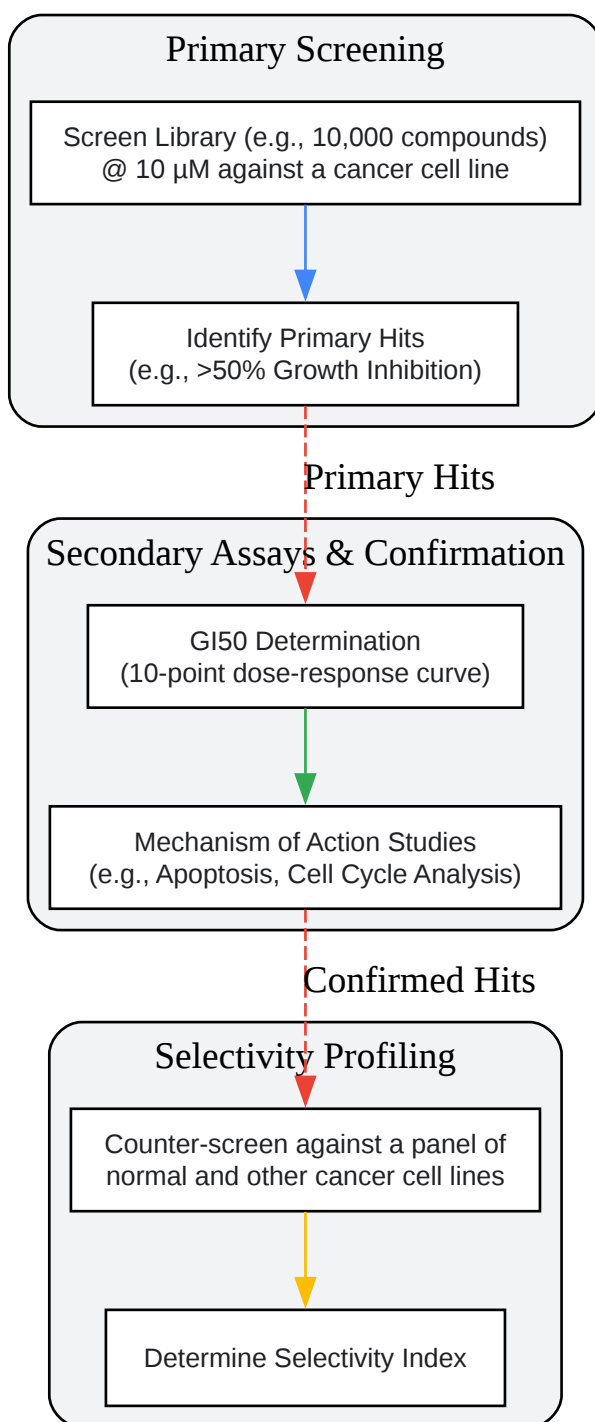 Primary Screening
Screen Library (e.g., 10,000 compounds)
@ 10 µM against a cancer cell line
Identify Primary Hits
(e.g., >50% Growth Inhibition)
Primary Hits
Secondary Assays & Confirmation
GI50 Determination
(10-point dose-response curve)
Mechanism of Action Studies
(e.g., Apoptosis, Cell Cycle Analysis)
Confirmed Hits
Selectivity Profiling
Counter-screen against a panel of
normal and other cancer cell lines
Determine Selectivity Index